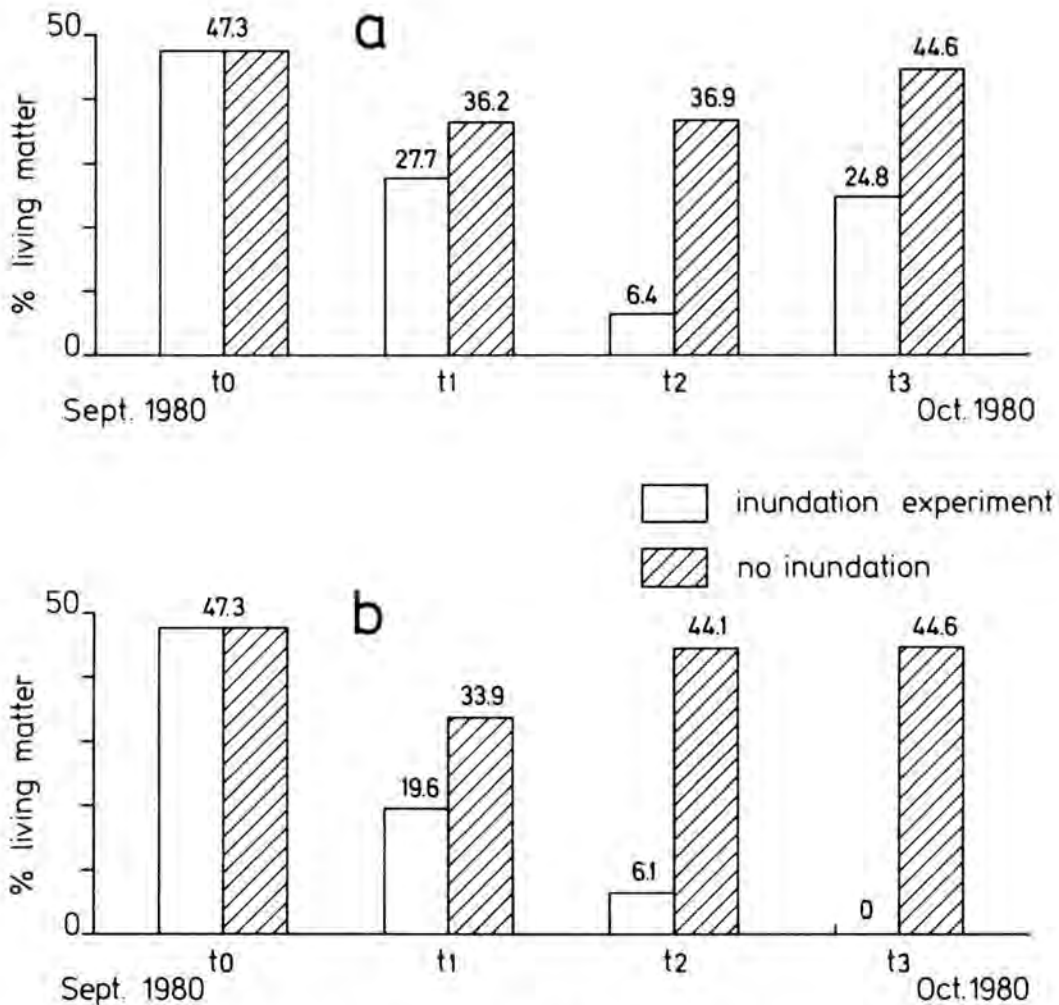 a
50
47.3
27.7
36.2
6.4
36.9
24.8
44.6
% living matter
0
t0
t1
t2
t3
Sept. 1980
Oct. 1980
inundation experiment
no inundation
b
50
47.3
19.6
33.9
6.1
44.1
0
44.6
% living matter
0
t0
t1
t2
t3
Sept. 1980
Oct. 1980